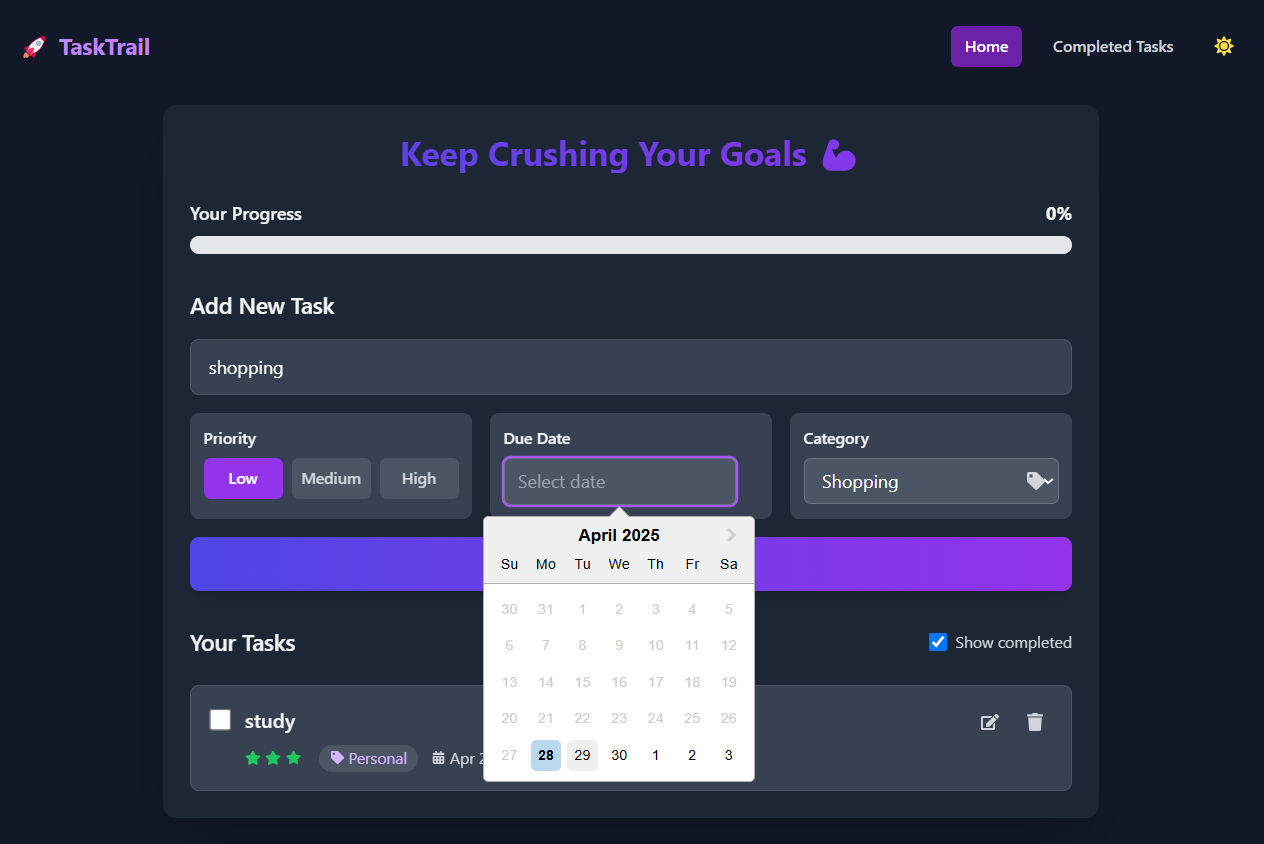 🚀 TaskTrail
Home
Completed Tasks
Keep Crushing Your Goals
Your Progress
0%
Add New Task
shopping
Priority
Low Medium High
Due Date
Select date
Category
Shopping
April 2025
Su Mo Tu We Th Fr Sa
30 31 1 2 3 4 5
6 7 8 9 10 11 12
13 14 15 16 17 18 19
20 21 22 23 24 25 26
27 28 29 30 1 2 3
Your Tasks
Show completed
study
Personal
Apr